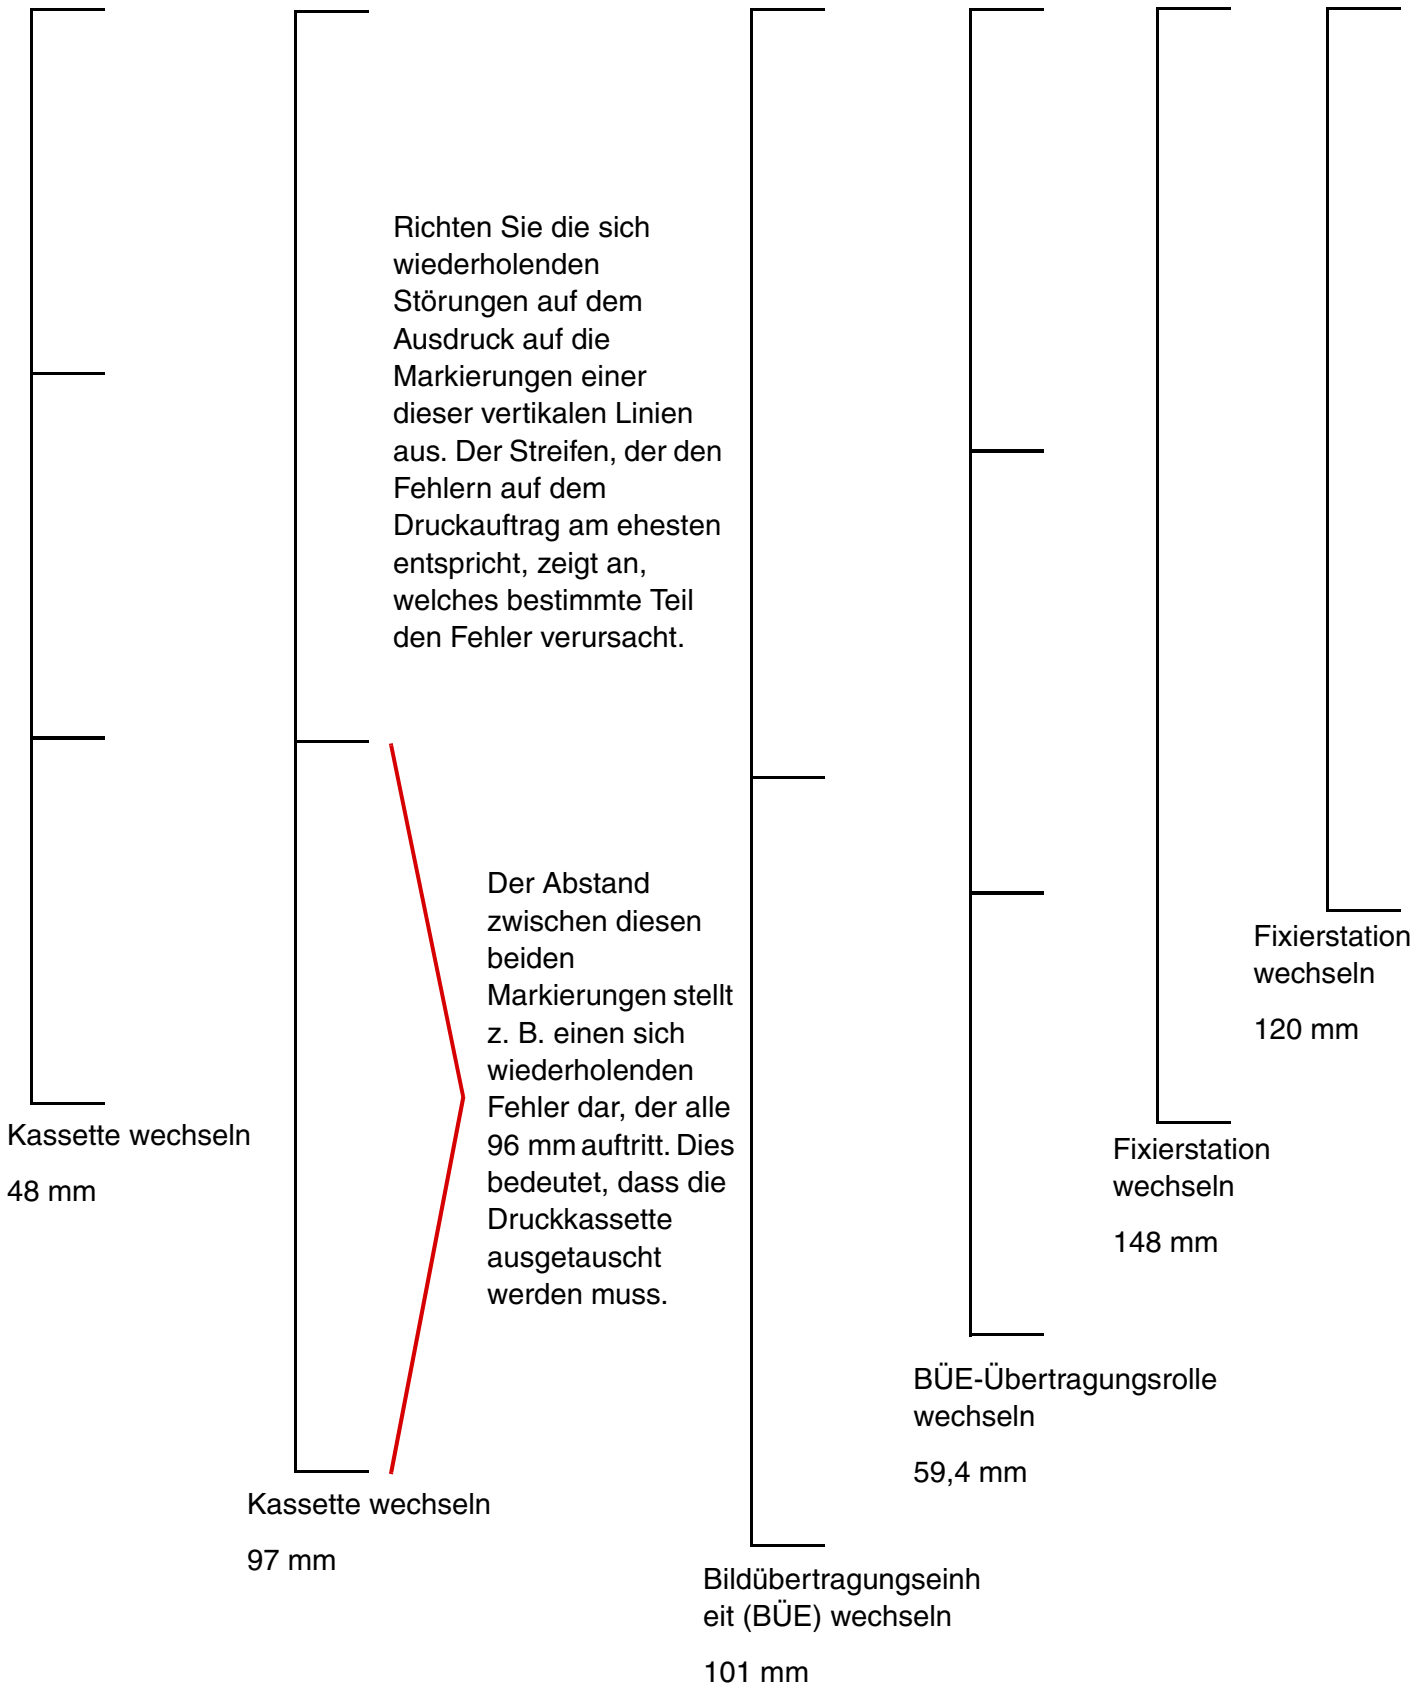 Richten Sie die sich
wiederholenden
Störungen auf dem
Ausdruck auf die
Markierungen einer
dieser vertikalen Linien
aus. Der Streifen, der den
Fehlern auf dem
Druckauftrag am ehesten
entspricht, zeigt an,
welches bestimmte Teil
den Fehler verursacht.
Der Abstand
zwischen diesen
beiden
Markierungen stellt
z. B. einen sich
wiederholenden
Fehler dar, der alle
96 mm auftritt. Dies
bedeutet, dass die
Druckkassette
ausgetauscht
werden muss.
Kassette wechseln
48 mm
Kassette wechseln
97 mm
Bildübertragungseinh
eit (BÜE) wechseln
101 mm
BÜE-Übertragungsrolle
wechseln
59,4 mm
Fixierstation
wechseln
148 mm
Fixierstation
wechseln
120 mm